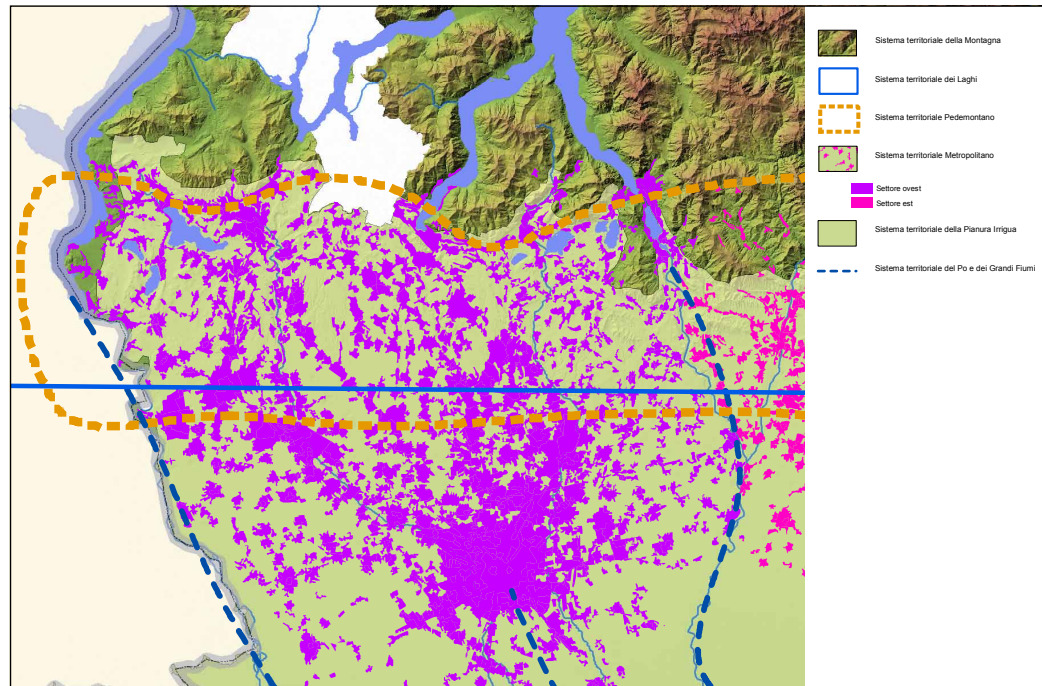 Sistema territoriale della Montagna
Sistema territoriale dei Laghi
Sistema territoriale Pedemontano
Sistema territoriale Metropolitano
Settore ovest
Settore est
Sistema territoriale della Pianura Irrigua
Sistema territoriale del Po e dei Grandi Fiumi